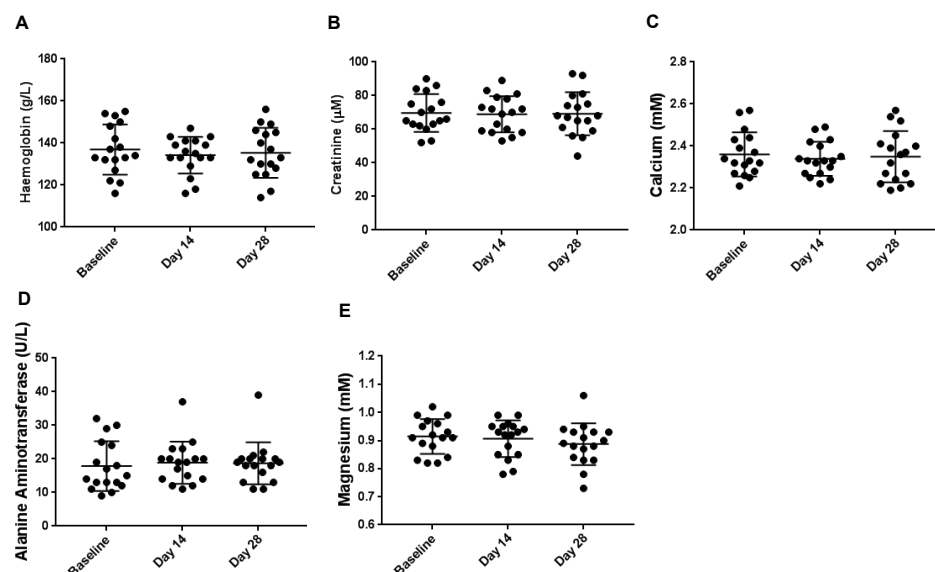 A
Haemoglobin (g/L)
180
160
140
120
100
Baseline
Day 14
Day 28
B
Creatinine (µM)
100
80
60
40
20
0
Baseline
Day 14
Day 28
C
Calcium (mM)
2.8
2.6
2.4
2.2
2.0
Baseline
Day 14
Day 28
D
Alanine Aminotransferase (U/L)
50
40
30
20
10
0
Baseline
Day 14
Day 28
E
Magnesium (mM)
1.2
1.1
1.0
0.9
0.8
0.7
0.6
Baseline
Day 14
Day 28